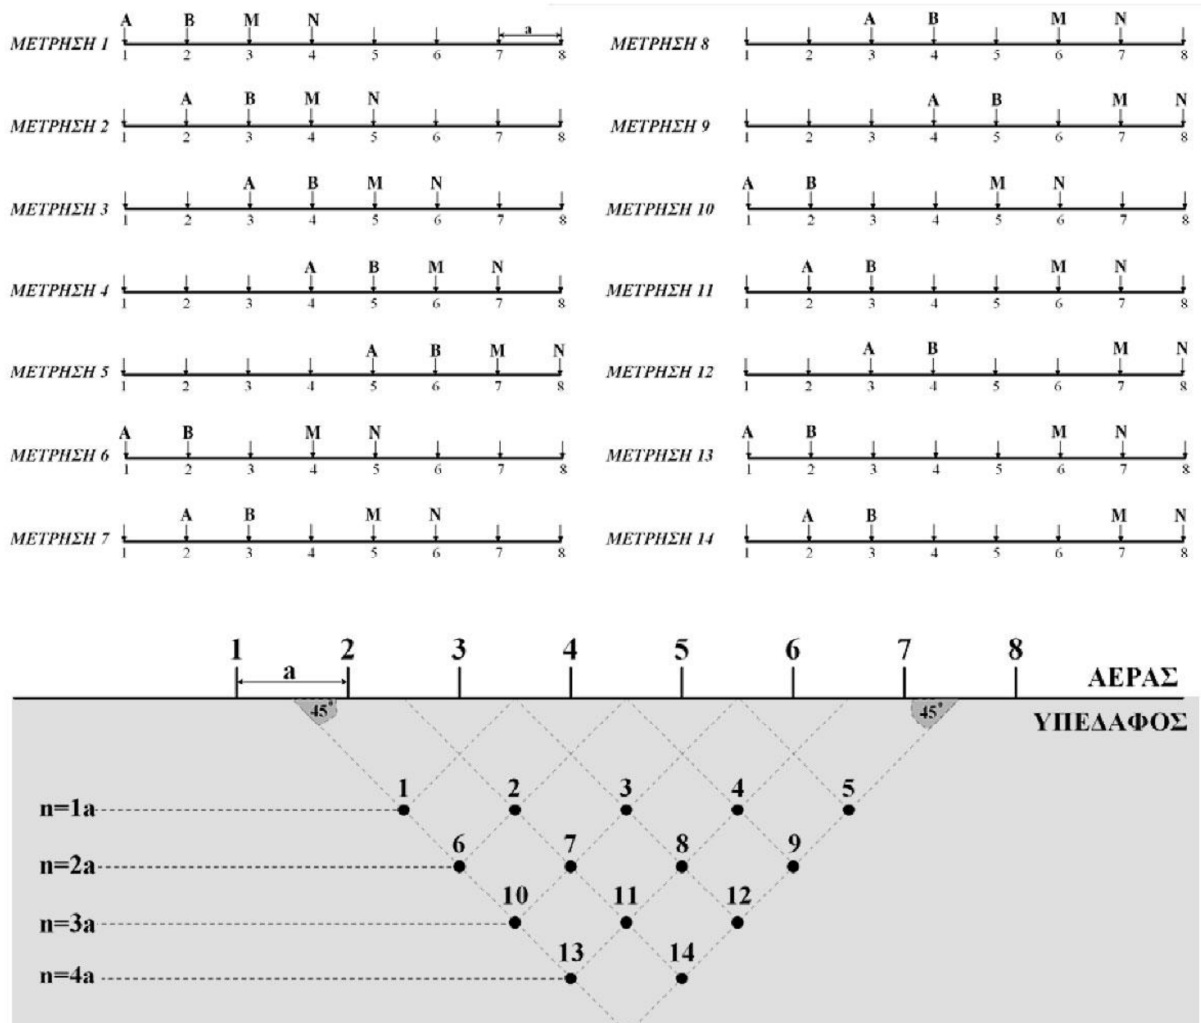 A B M N
ΜΕΤΡΗΣΗ 1
a
1 2 3 4 5 6 7 8
A B M N
ΜΕΤΡΗΣΗ 2
1 2 3 4 5 6 7 8
A B M N
ΜΕΤΡΗΣΗ 3
1 2 3 4 5 6 7 8
A B M N
ΜΕΤΡΗΣΗ 4
1 2 3 4 5 6 7 8
A B M N
ΜΕΤΡΗΣΗ 5
1 2 3 4 5 6 7 8
A B M N
ΜΕΤΡΗΣΗ 6
1 2 3 4 5 6 7 8
A B M N
ΜΕΤΡΗΣΗ 7
1 2 3 4 5 6 7 8
A B M N
ΜΕΤΡΗΣΗ 8
1 2 3 4 5 6 7 8
A B M N
ΜΕΤΡΗΣΗ 9
1 2 3 4 5 6 7 8
A B M N
ΜΕΤΡΗΣΗ 10
1 2 3 4 5 6 7 8
A B M N
ΜΕΤΡΗΣΗ 11
1 2 3 4 5 6 7 8
A B M N
ΜΕΤΡΗΣΗ 12
1 2 3 4 5 6 7 8
A B M N
ΜΕΤΡΗΣΗ 13
1 2 3 4 5 6 7 8
A B M N
ΜΕΤΡΗΣΗ 14
1 2 3 4 5 6 7 8
1 2 3 4 5 6 7 8
a
ΑΕΡΑΣ
45° 45°
ΥΠΕΔΑΦΟΣ
1 2 3 4 5
n=1a
6 7 8 9
n=2a
10 11 12
n=3a
13 14
n=4a